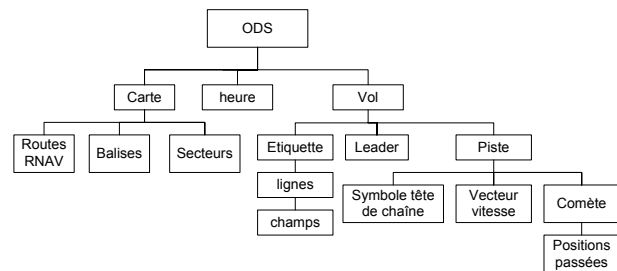 ODS
Carte
heure
Vol
Routes
RNAV
Balises
Secteurs
Etiquette
Leader
Piste
lignes
champs
Symbole tête
de chaîne
Vecteur
vitesse
Comète
Positions
passées